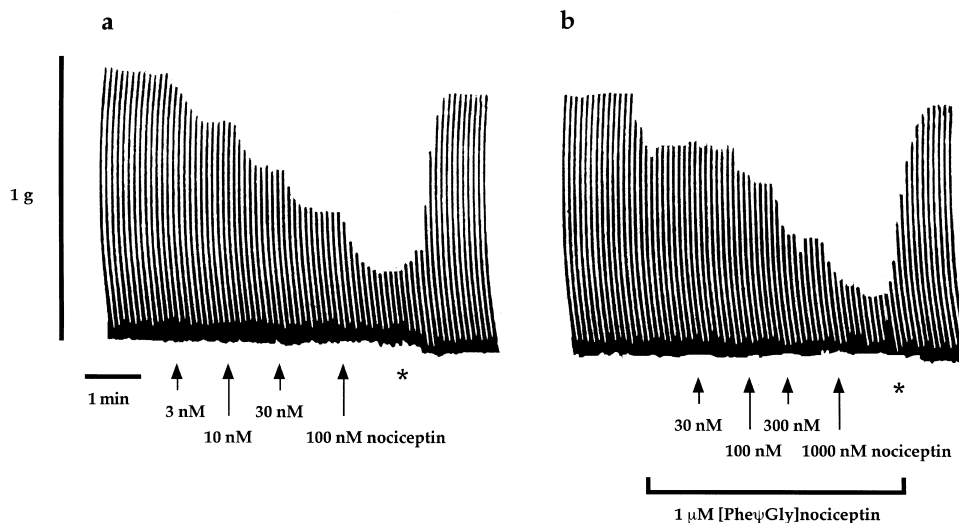 a
b
1 g
1 min
3 nM
10 nM
30 nM
100 nM nociceptin
*
30 nM
100 nM
300 nM
1000 nM nociceptin
*
1 μM [PheψGly]nociceptin